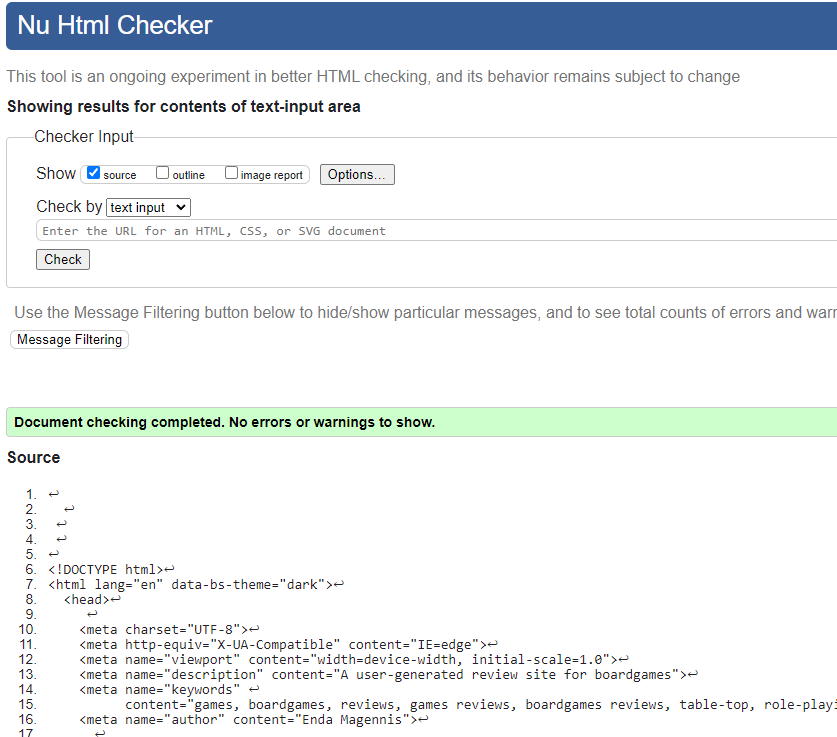 Nu Html Checker
This tool is an ongoing experiment in better HTML checking, and its behavior remains subject to change
Showing results for contents of text-input area
Checker Input
Show source outline image report Options...
Check by text input
Enter the URL for an HTML, CSS, or SVG document
Check
Use the Message Filtering button below to hide/show particular messages, and to see total counts of errors and
Message Filtering
Document checking completed. No errors or warnings to show.
Source
1. ↩
2. ↩
3. ↩
4. ↩
5. ↩
6. <!DOCTYPE html>↩
7. <html lang="en" data-bs-theme="dark">↩
8. <head>↩
9. ↩
10. <meta charset="UTF-8">↩
11. <meta http-equiv="X-UA-Compatible" content="IE=edge">↩
12. <meta name="viewport" content="width=device-width, initial-scale=1.0">↩
13. <meta name="description" content="A user-generated review site for boardgames">↩
14. <meta name="keywords" ↩
15. content="games, boardgames, reviews, games reviews, boardgames reviews, table-top,
16. <meta name="author" content="Enda Magennis">↩
17 ↩